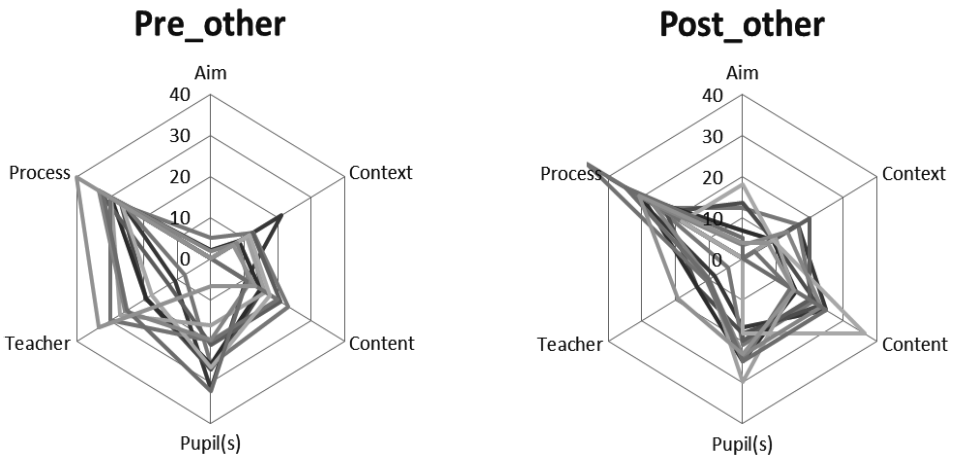 Pre_other
Aim
40
30
20
10
0
Process
Context
Teacher
Content
Pupil(s)
Post_other
Aim
40
30
20
10
0
Process
Context
Teacher
Content
Pupil(s)